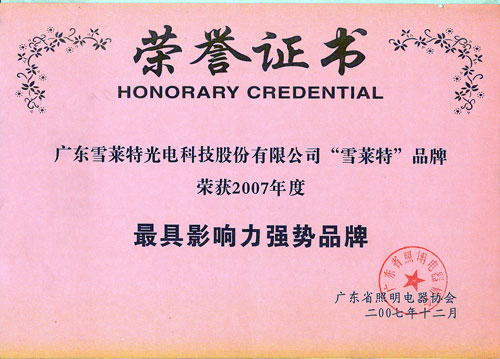 荣誉证书
HONORARY CREDENTIAL
广东雪莱特光电科技股份有限公司“雪莱特”品牌
荣获2007年度
最具影响力强势品牌
广东省照明电器协会
二00七年十二月